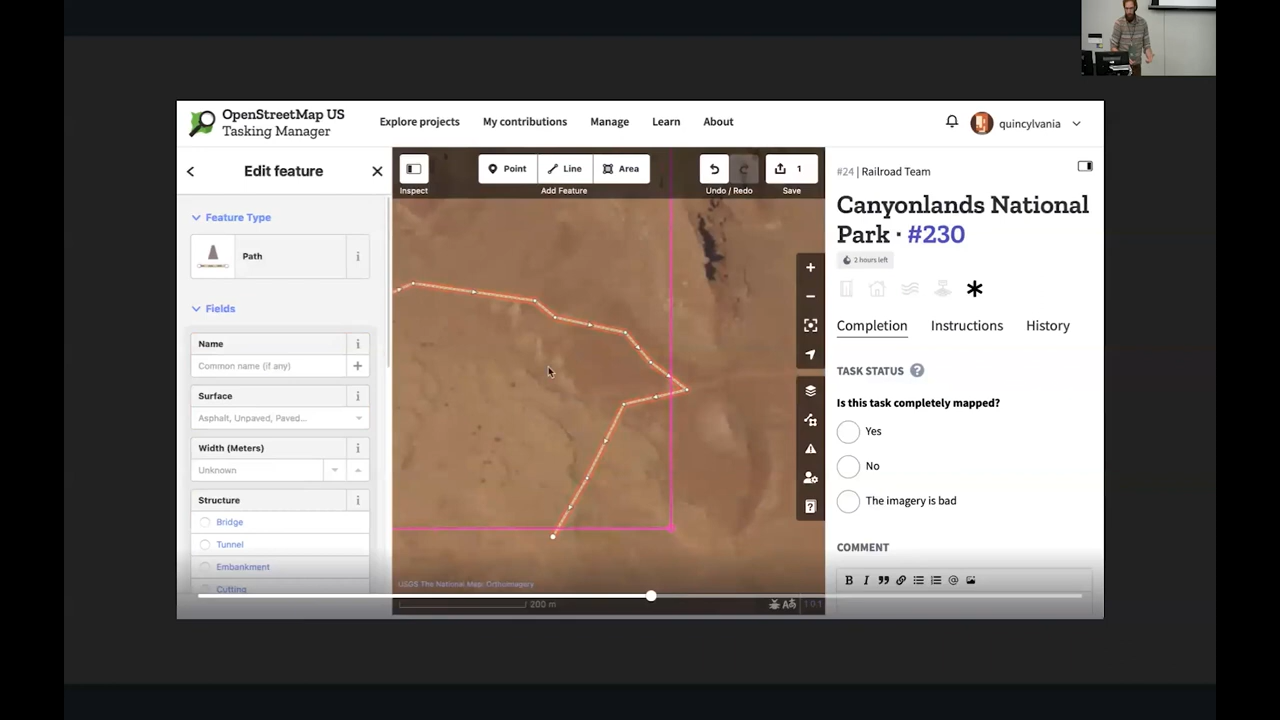 OpenStreetMap US
Tasking Manager
Explore projects
My contributions
Manage
Learn
About
quincylvania
Edit feature
Feature Type
Path
i
Fields
Name
i
Common name (if any)
+
Surface
i
Asphalt, Unpaved, Paved...
Width (Meters)
i
Unknown
Structure
i
Bridge
Tunnel
Embankment
Cutting
Inspect
Point
Line
Area
Add Feature
Undo / Redo
1
Save
USGS The National Map: Orthoimagery
200 m
1.0.1
#24 | Railroad Team
Canyonlands National
Park · #230
2 hours left
Completion
Instructions
History
TASK STATUS ?
Is this task completely mapped?
Yes
No
The imagery is bad
COMMENT
B I